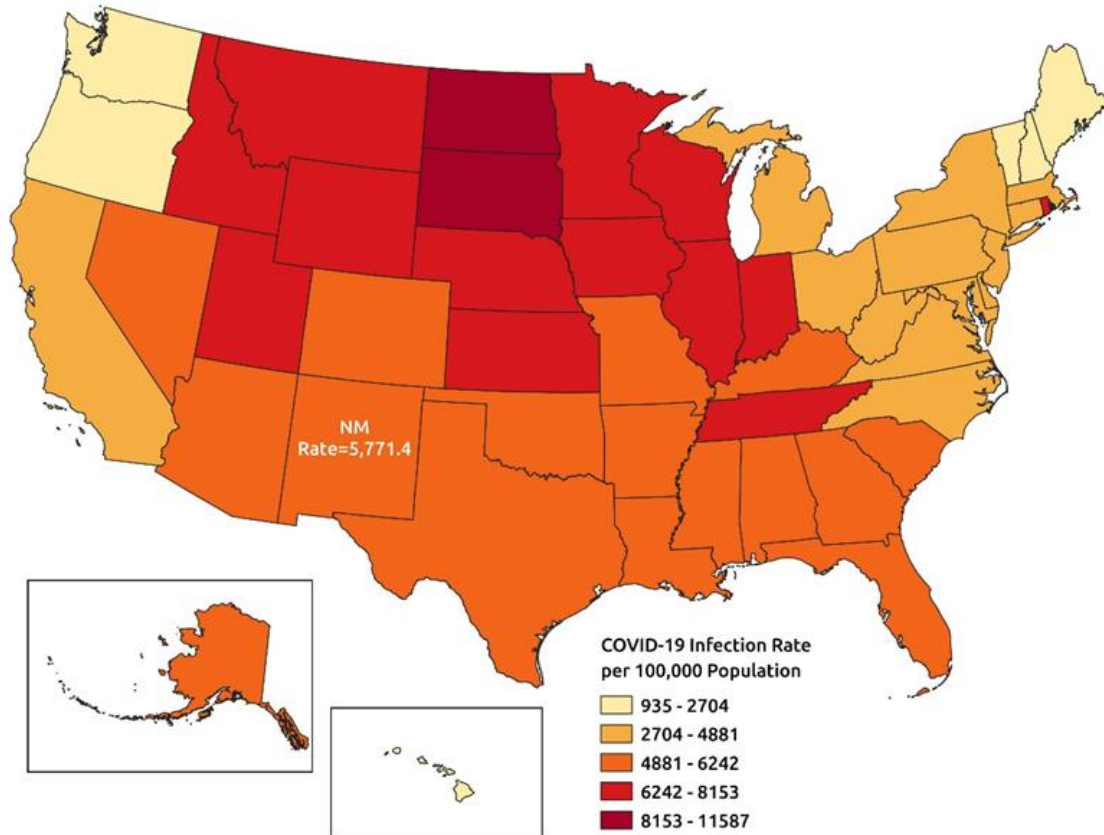 NM
Rate=5,771.4
COVID-19 Infection Rate
per 100,000 Population
935 - 2704
2704 - 4881
4881 - 6242
6242 - 8153
8153 - 11587